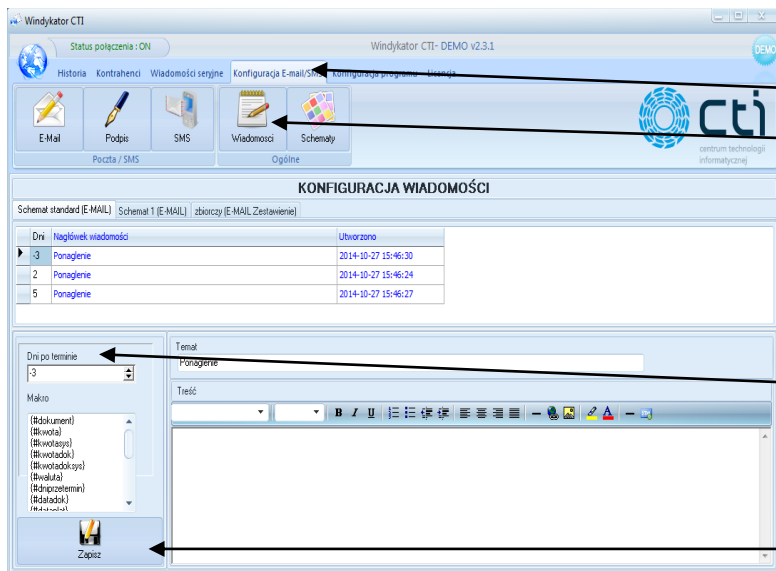 Windykator CTI
Status połączenia : ON
Windykator CTI- DEMO v2.3.1
DEMO
Historia Kontrahenci Wiadomości seryjne Konfiguracja E-mail/SMS Konfiguracja programu Licencja
E-Mail Podpis SMS Wiadomosci Schematy
Poczta / SMS Ogólne
cti
centrum technologii
informatycznej
KONFIGURACJA WIADOMOŚCI
Schemat standard (E-MAIL) Schemat 1 (E-MAIL) zbiorczy (E-MAIL Zestawienie)
Dni Nagłówek wiadomości Utworzono
-3 Ponaglenie 2014-10-27 15:46:30
2 Ponaglenie 2014-10-27 15:46:24
5 Ponaglenie 2014-10-27 15:46:27
Dni po terminie
-3
Temat
Ponaglenie
Makro
Treść
B I U
{#dokument}
{#kwota}
{#kwotasys}
{#kwotadok}
{#kwotadoksys}
{#waluta}
{#dniprzetermin}
{#datadok}
Zapisz